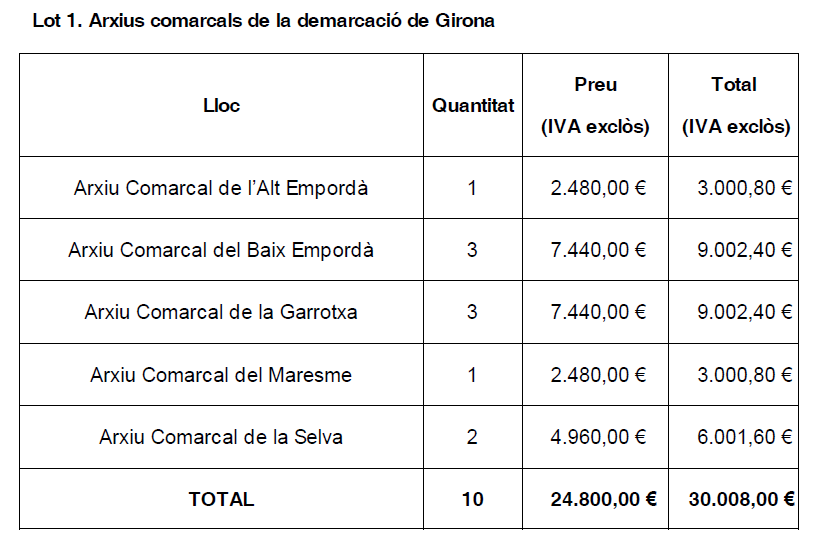 Lot 1. Arxius comarcals de la demarcació de Girona
Lloc Quantitat Preu (IVA exclòs) Total (IVA exclòs)
Arxiu Comarcal de l’Alt Empordà 1 2.480,00 € 3.000,80 €
Arxiu Comarcal del Baix Empordà 3 7.440,00 € 9.002,40 €
Arxiu Comarcal de la Garrotxa 3 7.440,00 € 9.002,40 €
Arxiu Comarcal del Maresme 1 2.480,00 € 3.000,80 €
Arxiu Comarcal de la Selva 2 4.960,00 € 6.001,60 €
TOTAL 10 24.800,00 € 30.008,00 €